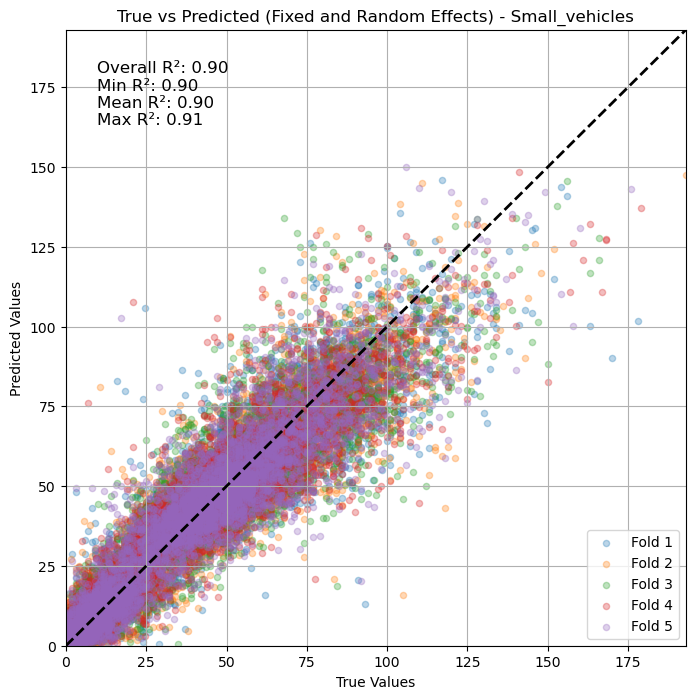 True vs Predicted (Fixed and Random Effects) - Small_vehicles
Overall R²: 0.90
Min R²: 0.90
Mean R²: 0.90
Max R²: 0.91
Predicted Values
175
150
125
100
75
50
25
0
0 25 50 75 100 125 150 175
True Values
Fold 1
Fold 2
Fold 3
Fold 4
Fold 5